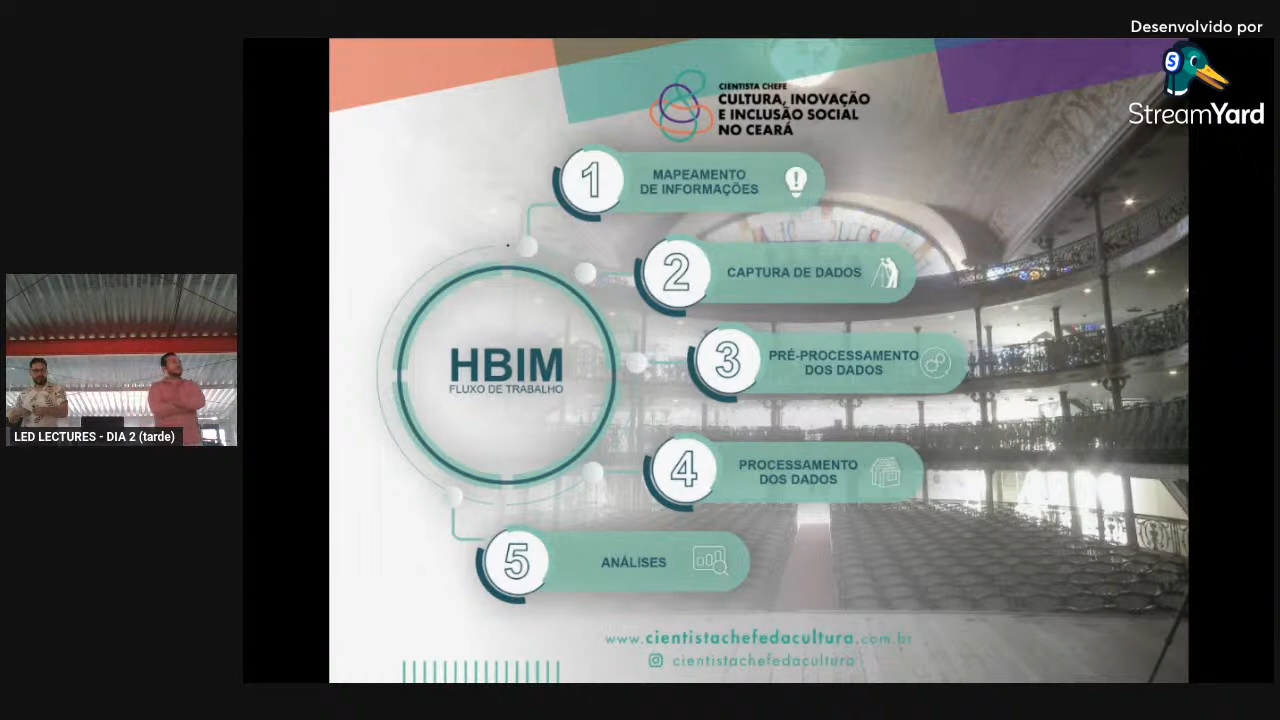 Desenvolvido por
StreamYard
CIENTISTA CHEFE
CULTURA, INOVAÇÃO
E INCLUSÃO SOCIAL
NO CEARÁ
1
MAPEAMENTO
DE INFORMAÇÕES
2
CAPTURA DE DADOS
3
PRÉ-PROCESSAMENTO
DOS DADOS
HBIM
FLUXO DE TRABALHO
4
PROCESSAMENTO
DOS DADOS
5
ANÁLISES
LED LECTURES - DIA 2 (tarde)
www.cientistachefedacultura.com.br
cientistachefedacultura